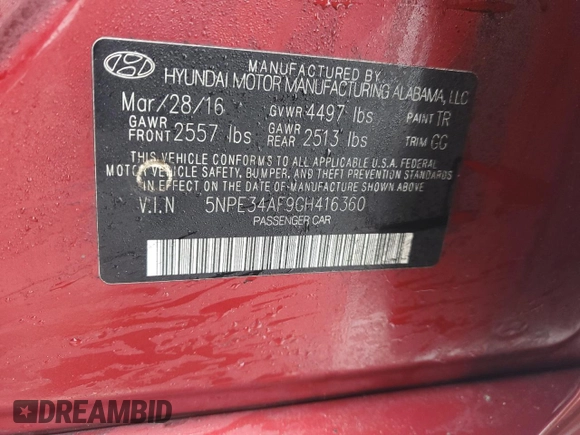 MANUFACTURED BY
HYUNDAI MOTOR MANUFACTURING ALABAMA, LLC
Mar/28/16 GVWR 4497 lbs PAINT TR
GAWR FRONT 2557 lbs GAWR REAR 2513 lbs TRIM GG
THIS VEHICLE CONFORMS TO ALL APPLICABLE U.S.A. FEDERAL
MOTOR VEHICLE SAFETY, BUMPER, AND THEFT PREVENTION STANDARDS
IN EFFECT ON THE DATE OF MANUFACTURE SHOWN ABOVE.
V.I.N 5NPE34AF9GH416360
PASSENGER CAR
DREAMBID